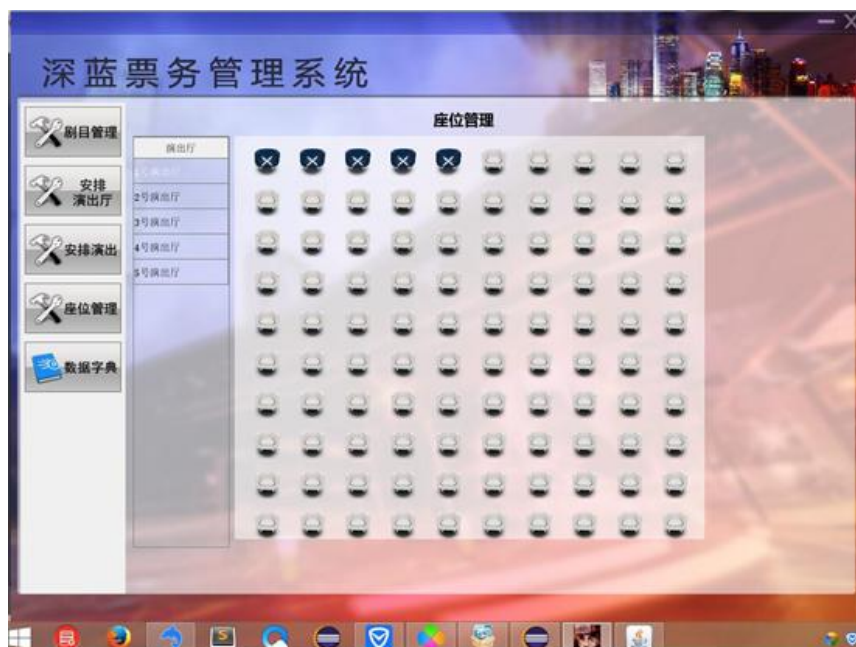 深蓝票务管理系统
座位管理
剧目管理
安排
演出厅
安排演出
座位管理
数据字典
演出厅
2号演出厅
3号演出厅
4号演出厅
5号演出厅